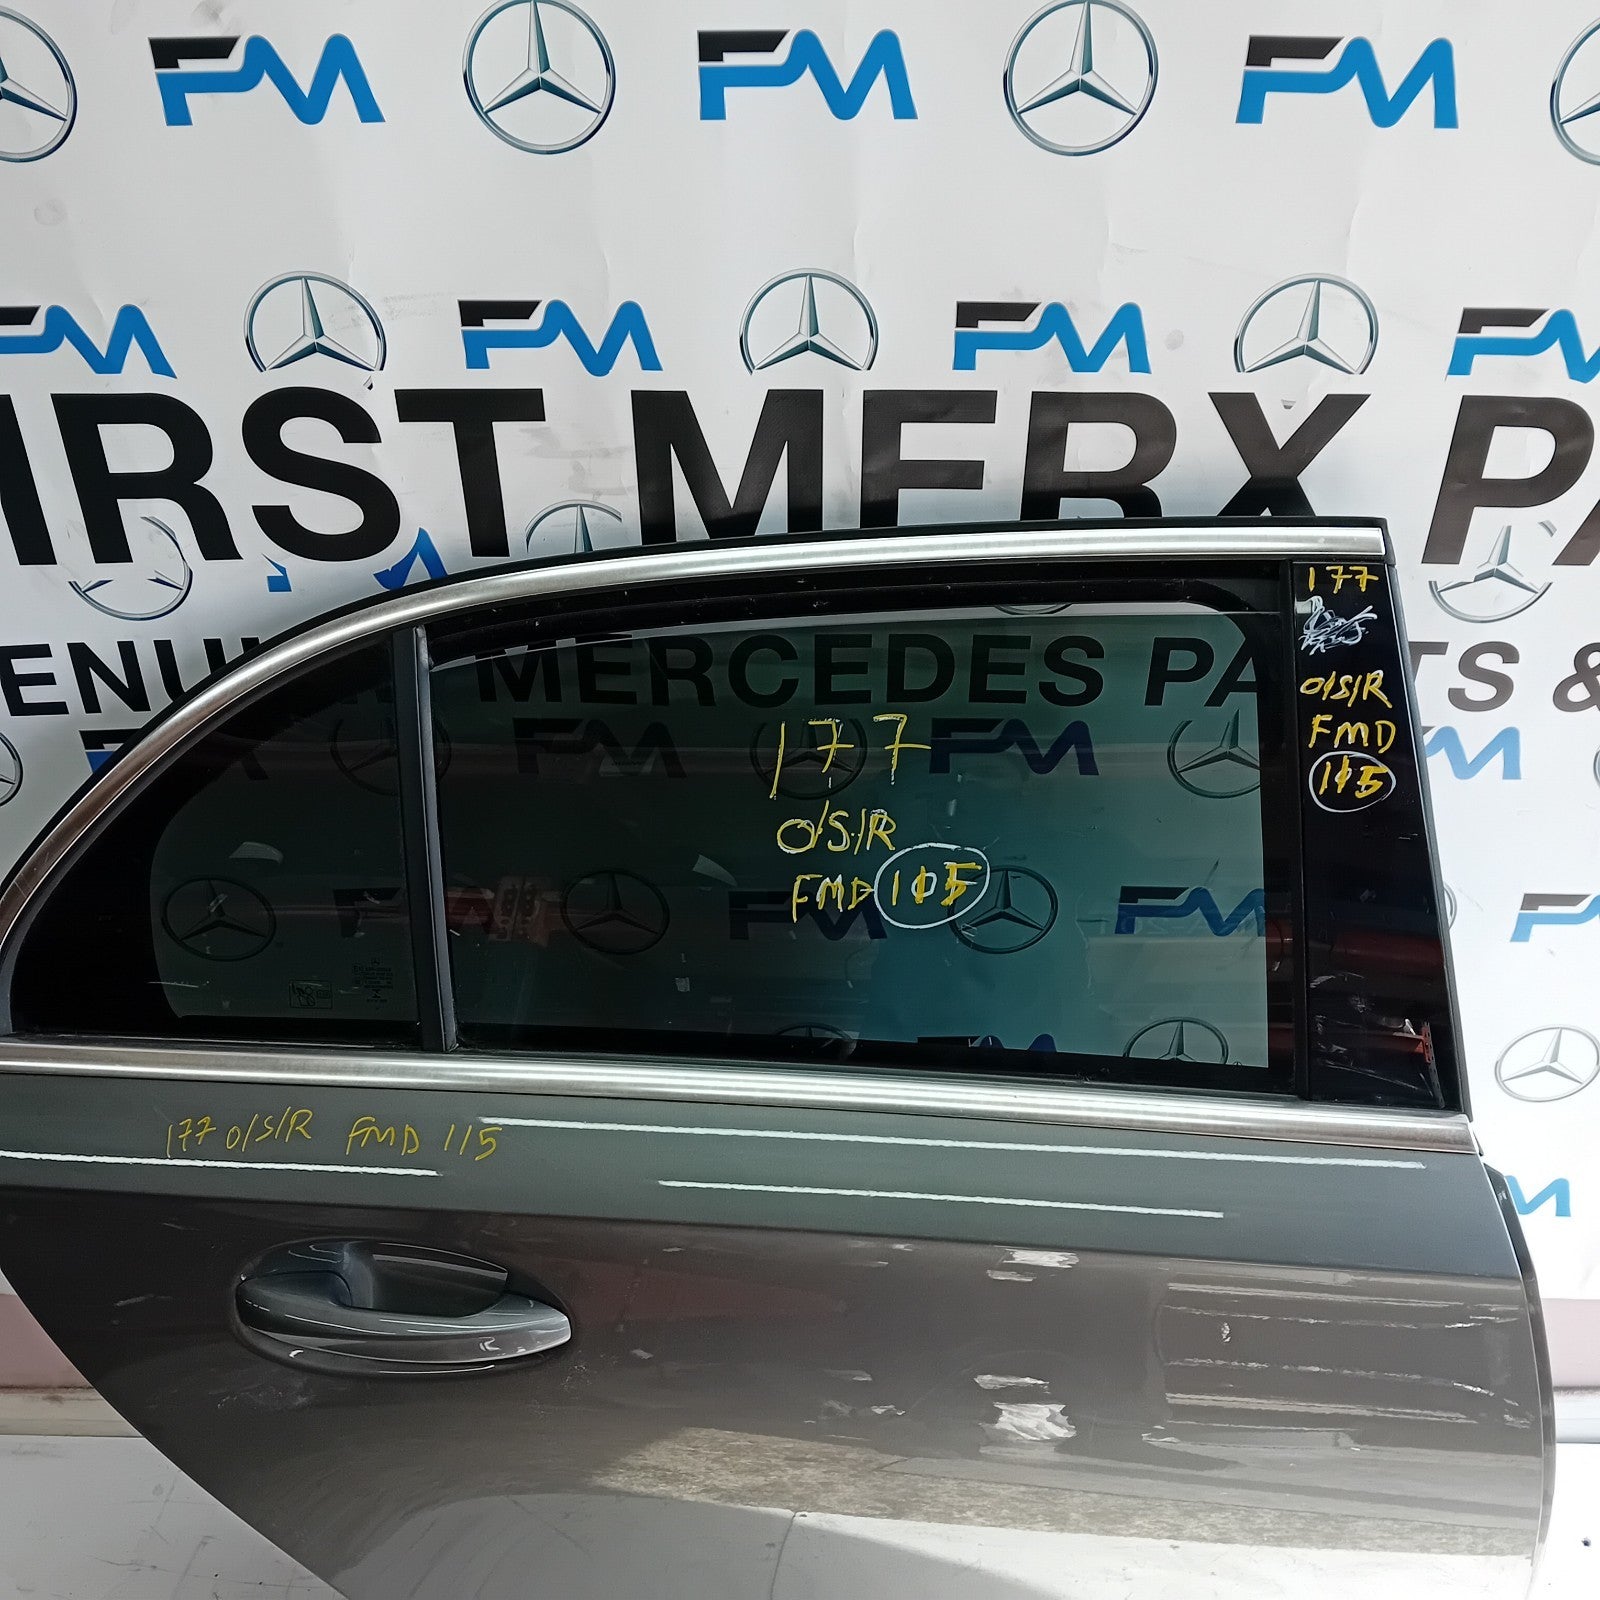 FM FM FM
FM FM FM FM
IRST MERX PA
ENUI MERCEDES PA TS &
177
O/S/R
FMD
115
177
O/S/R
FMD 115
177 O/S/R FMD 115